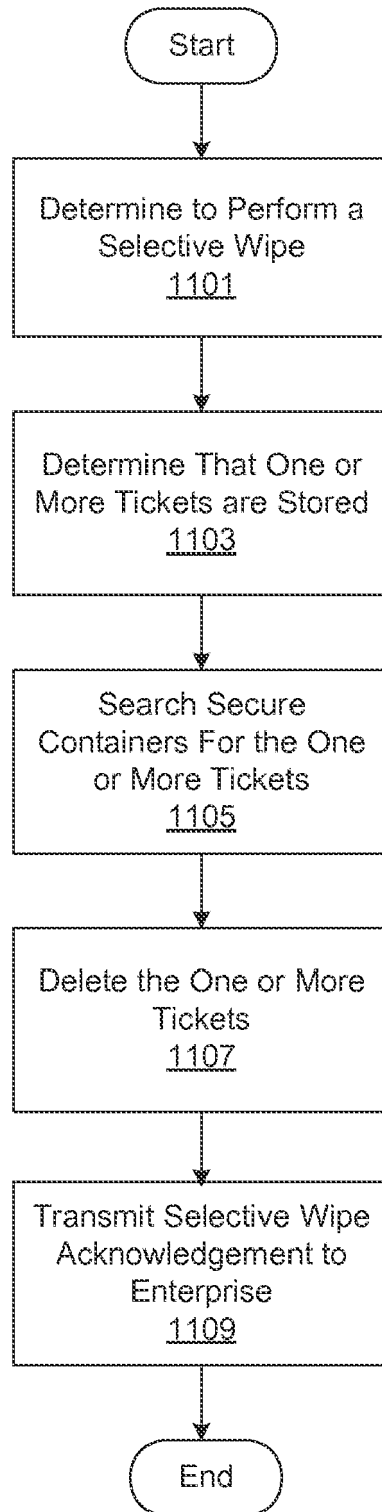 Start
Determine to Perform a
Selective Wipe
1101
Determine That One or
More Tickets are Stored
1103
Search Secure
Containers For the One
or More Tickets
1105
Delete the One or More
Tickets
1107
Transmit Selective Wipe
Acknowledgement to
Enterprise
1109
End